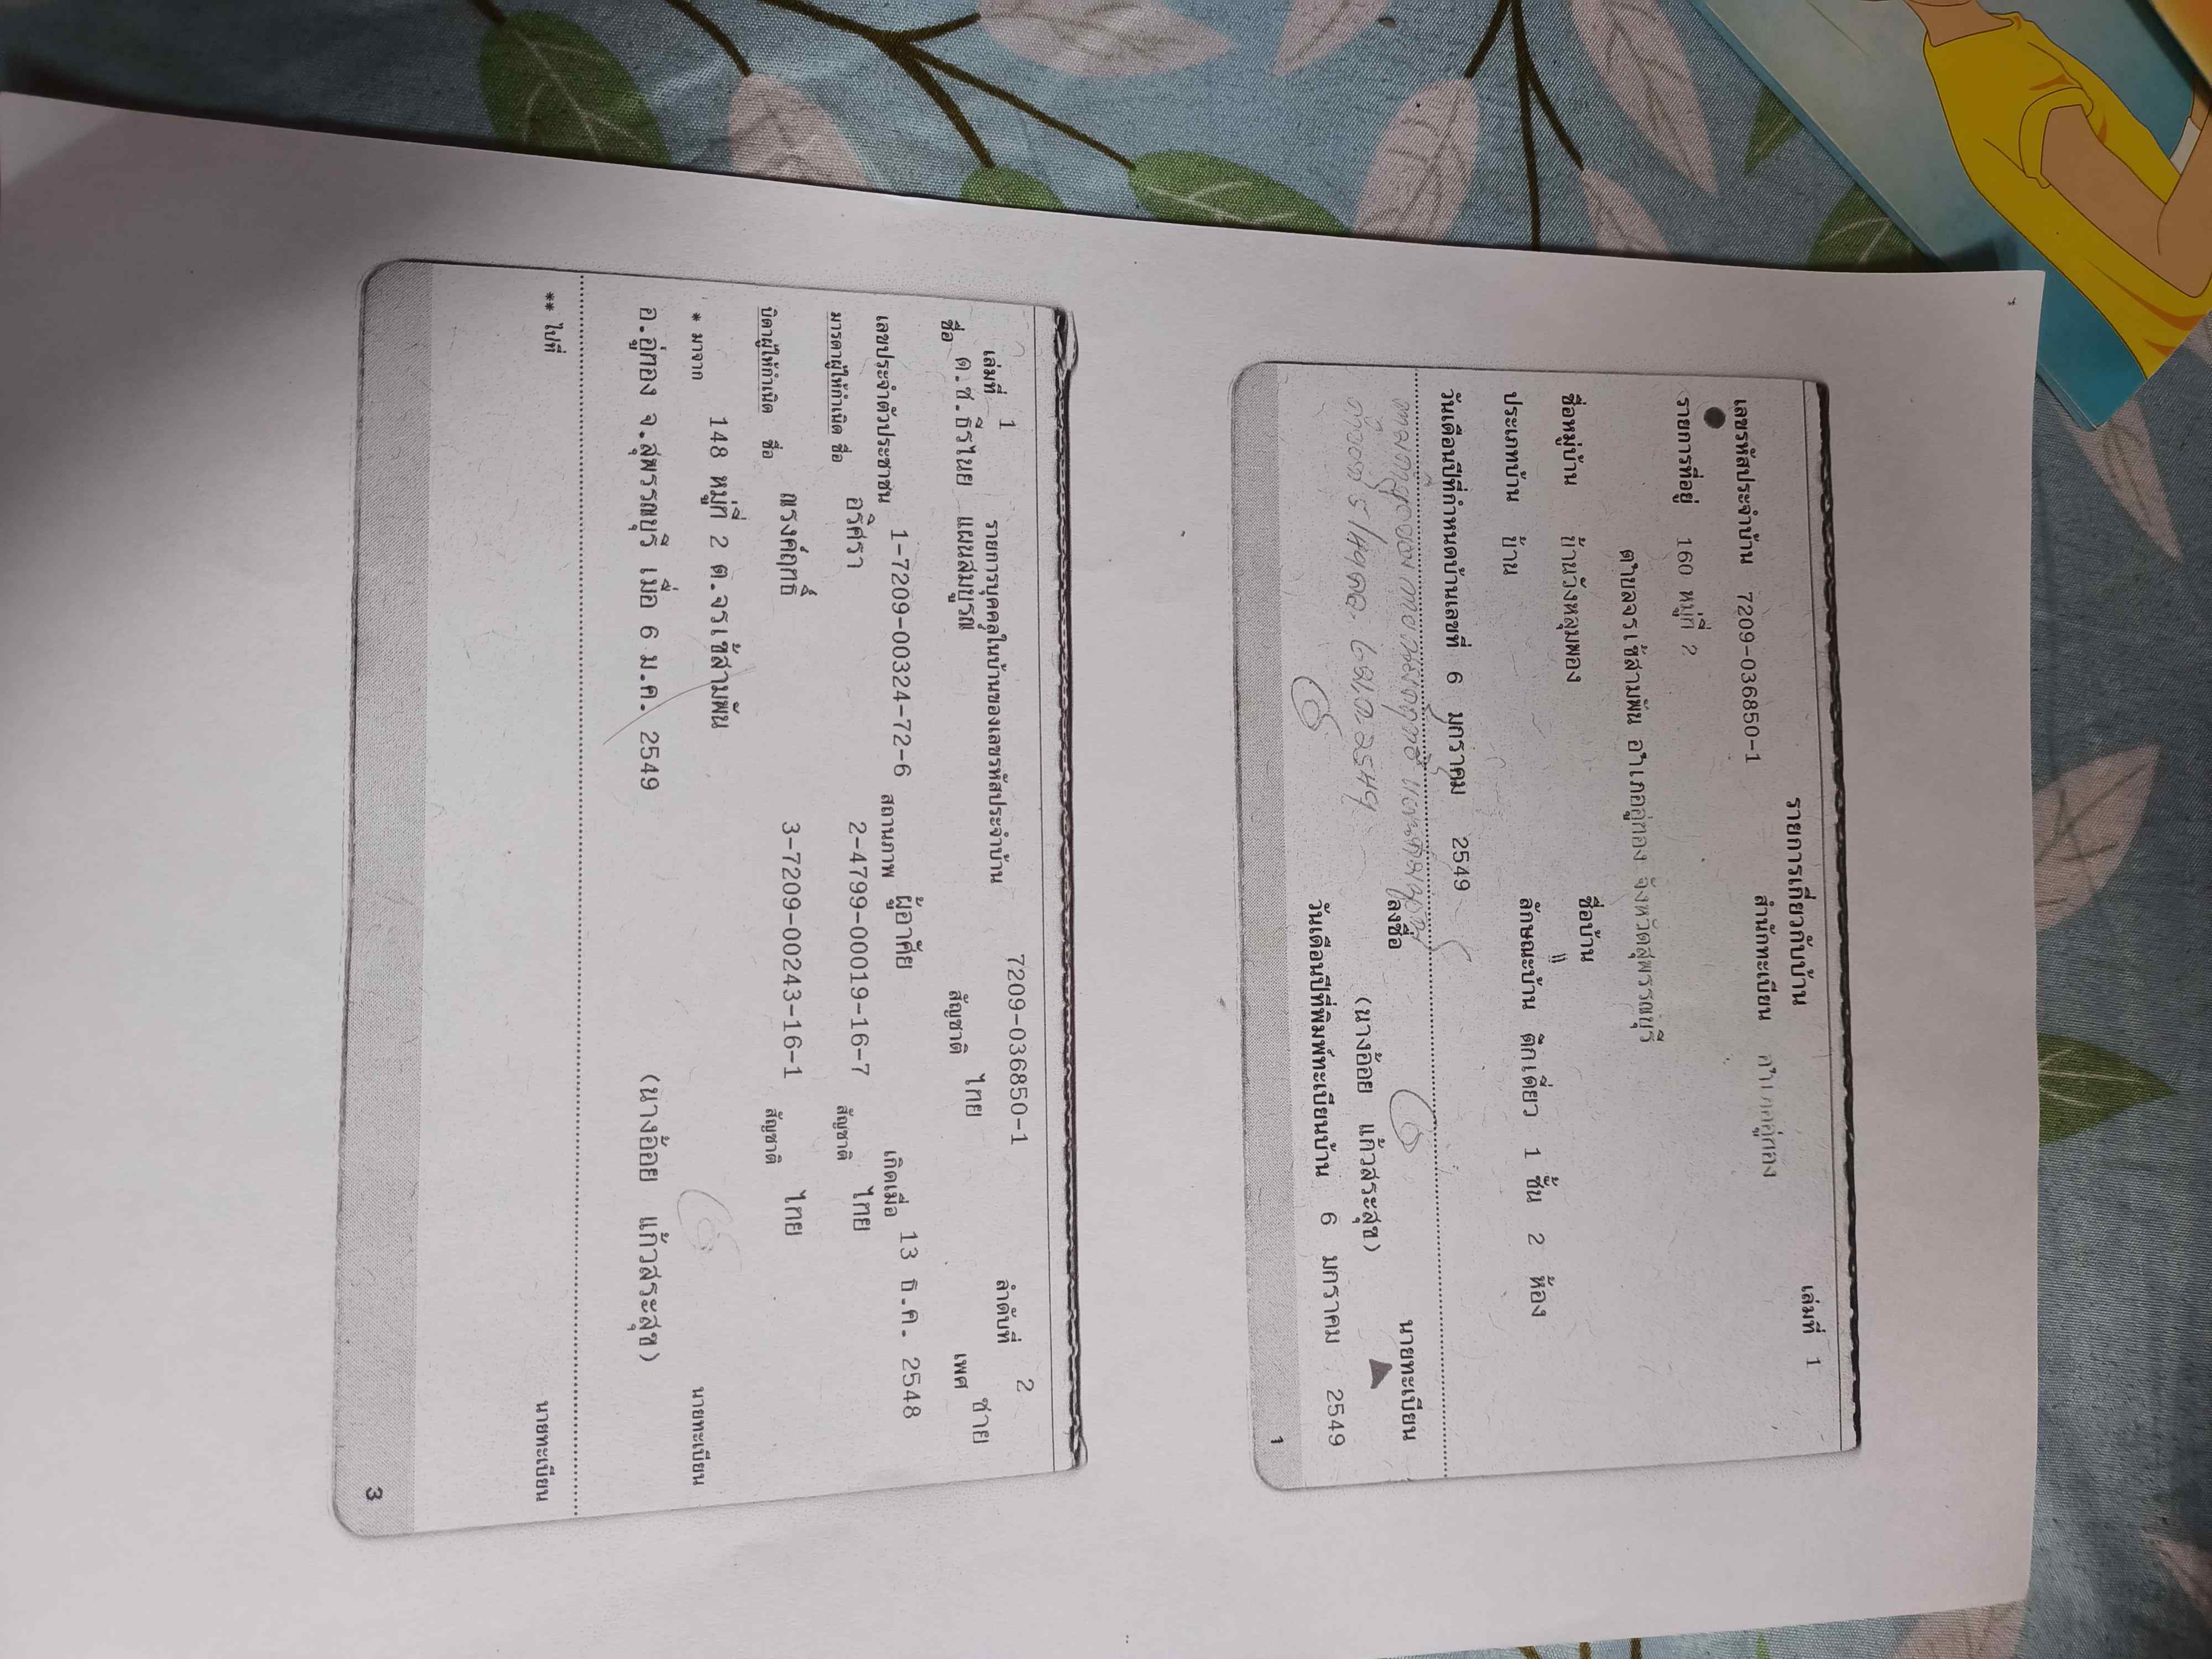 รายการเกี่ยวกับบ้าน เล่มที่ 1
เลขรหัสประจำบ้าน 7209-036850-1 สำนักทะเบียน อำเภออู่ทอง
รายการที่อยู่ 160 หมู่ที่ 2
ตำบลจรเข้สามพัน อำเภออู่ทอง จังหวัดสุพรรณบุรี
ชื่อหมู่บ้าน บ้านวังหลุมพอง ชื่อบ้าน
ประเภทบ้าน บ้าน ลักษณะบ้าน ตึกเดี่ยว 1 ชั้น 2 ห้อง
วันเดือนปีที่กำหนดบ้านเลขที่ 6 มกราคม 2549
ลงชื่อ นายทะเบียน
(นางอ้อย แก้วสระสุข)
วันเดือนปีที่พิมพ์ทะเบียนบ้าน 6 มกราคม 2549
1
เล่มที่ 1 รายการบุคคลในบ้านของเลขรหัสประจำบ้าน 7209-036850-1 ลำดับที่ 2
ชื่อ ด.ช.ธีรไนย แผนสมบูรณ์ สัญชาติ ไทย เพศ ชาย
เลขประจำตัวประชาชน 1-7209-00324-72-6 สถานภาพ ผู้อาศัย เกิดเมื่อ 13 ธ.ค. 2548
มารดาผู้ให้กำเนิด ชื่อ อริศรา 2-4799-00019-16-7 สัญชาติ ไทย
บิดาผู้ให้กำเนิด ชื่อ ณรงค์ฤทธิ์ 3-7209-00243-16-1 สัญชาติ ไทย
* มาจาก 148 หมู่ที่ 2 ต.จรเข้สามพัน
อ.อู่ทอง จ.สุพรรณบุรี เมื่อ 6 ม.ค. 2549 นายทะเบียน
(นางอ้อย แก้วสระสุข)
** ไปที่
นายทะเบียน
3